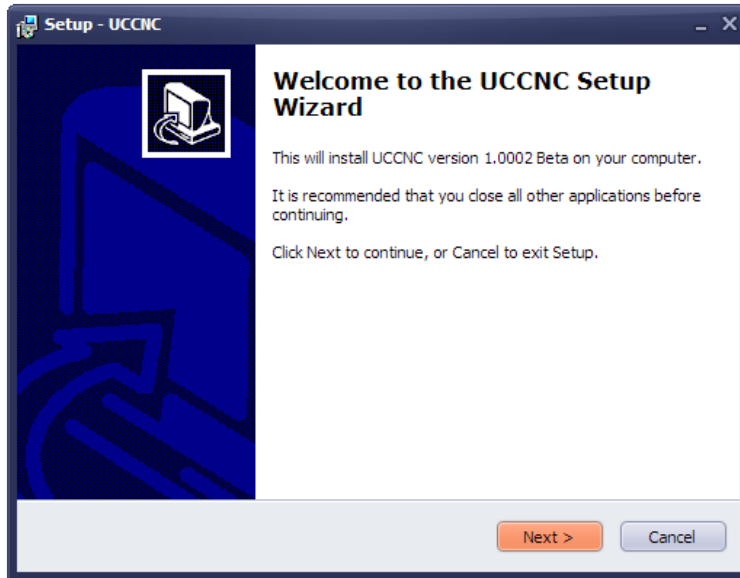 Setup - UCCNC
Welcome to the UCCNC Setup
Wizard
This will install UCCNC version 1.0002 Beta on your computer.
It is recommended that you close all other applications before
continuing.
Click Next to continue, or Cancel to exit Setup.
Next >
Cancel